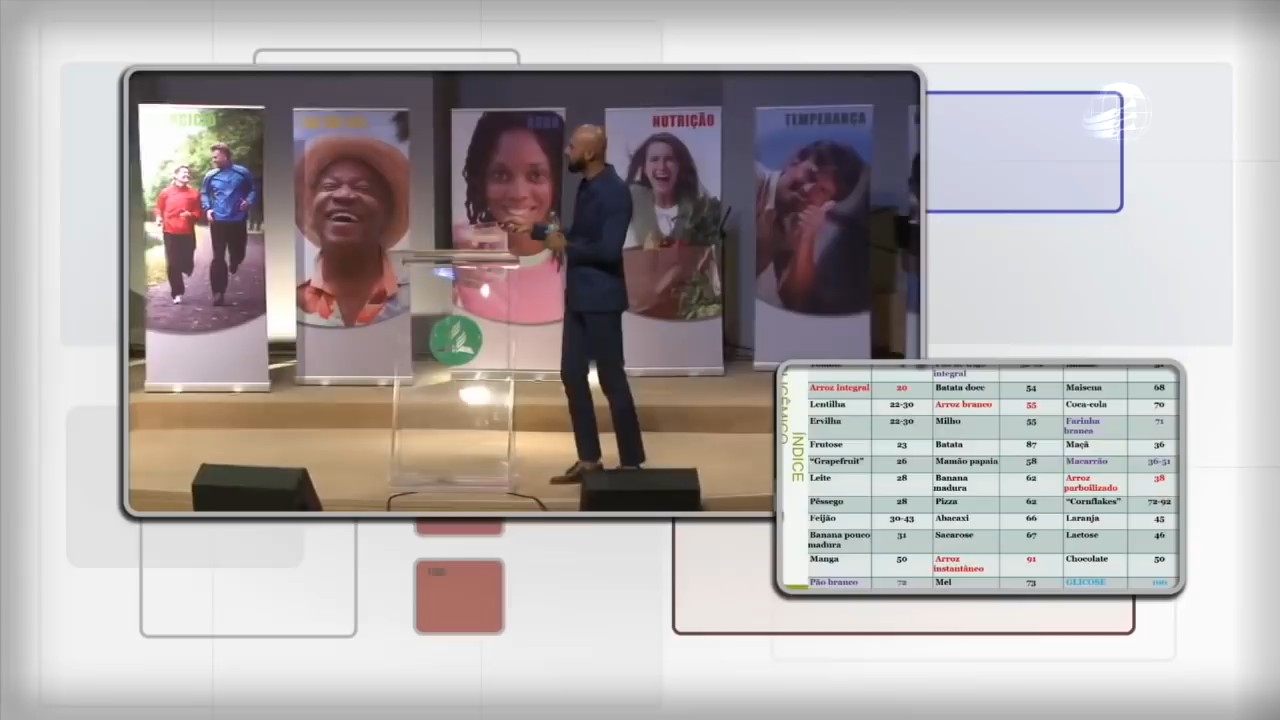 NUTRIÇÃO
TEMPERANÇA
integral
Arroz integral 20 Batata doce 54 Maisena 68
Lentilha 22-30 Arroz branco 55 Coca-cola 70
Ervilha 22-30 Milho 55 Farinha branca 71
Frutose 23 Batata 87 Maçã 36
"Grapefruit" 26 Mamão papaia 58 Macarrão 36-51
Leite 28 Banana madura 62 Arroz parboilizado 38
Pêssego 28 Pizza 62 "Cornflakes" 72-92
Feijão 30-43 Abacaxi 66 Laranja 45
Banana pouco madura 31 Sacarose 67 Lactose 46
Manga 50 Arroz instantâneo 91 Chocolate 50
Pão branco 72 Mel 73 GLICOSE 100
ÍNDICE